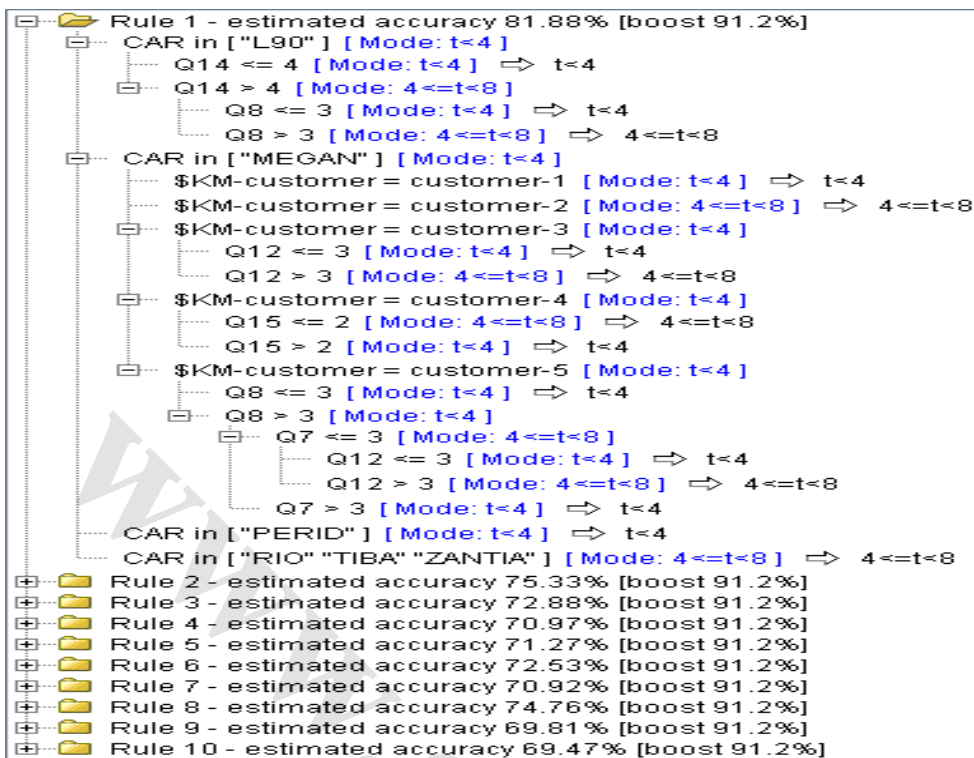 Rule 1 - estimated accuracy 81.88% [boost 91.2%]
CAR in ["L90"] [Mode: t<4]
Q14 <= 4 [Mode: t<4] ⇨ t<4
Q14 > 4 [Mode: 4<=t<8]
Q8 <= 3 [Mode: t<4] ⇨ t<4
Q8 > 3 [Mode: 4<=t<8] ⇨ 4<=t<8
CAR in ["MEGAN"] [Mode: t<4]
$KM-customer = customer-1 [Mode: t<4] ⇨ t<4
$KM-customer = customer-2 [Mode: 4<=t<8] ⇨ 4<=t<8
$KM-customer = customer-3 [Mode: t<4]
Q12 <= 3 [Mode: t<4] ⇨ t<4
Q12 > 3 [Mode: 4<=t<8] ⇨ 4<=t<8
$KM-customer = customer-4 [Mode: t<4]
Q15 <= 2 [Mode: 4<=t<8] ⇨ 4<=t<8
Q15 > 2 [Mode: t<4] ⇨ t<4
$KM-customer = customer-5 [Mode: t<4]
Q8 <= 3 [Mode: t<4] ⇨ t<4
Q8 > 3 [Mode: t<4]
Q7 <= 3 [Mode: 4<=t<8]
Q12 <= 3 [Mode: t<4] ⇨ t<4
Q12 > 3 [Mode: 4<=t<8] ⇨ 4<=t<8
Q7 > 3 [Mode: t<4] ⇨ t<4
CAR in ["PERID"] [Mode: t<4] ⇨ t<4
CAR in ["RIO" "TIBA" "ZANTIA"] [Mode: 4<=t<8] ⇨ 4<=t<8
Rule 2 - estimated accuracy 75.33% [boost 91.2%]
Rule 3 - estimated accuracy 72.88% [boost 91.2%]
Rule 4 - estimated accuracy 70.97% [boost 91.2%]
Rule 5 - estimated accuracy 71.27% [boost 91.2%]
Rule 6 - estimated accuracy 72.53% [boost 91.2%]
Rule 7 - estimated accuracy 70.92% [boost 91.2%]
Rule 8 - estimated accuracy 74.76% [boost 91.2%]
Rule 9 - estimated accuracy 69.81% [boost 91.2%]
Rule 10 - estimated accuracy 69.47% [boost 91.2%]
www